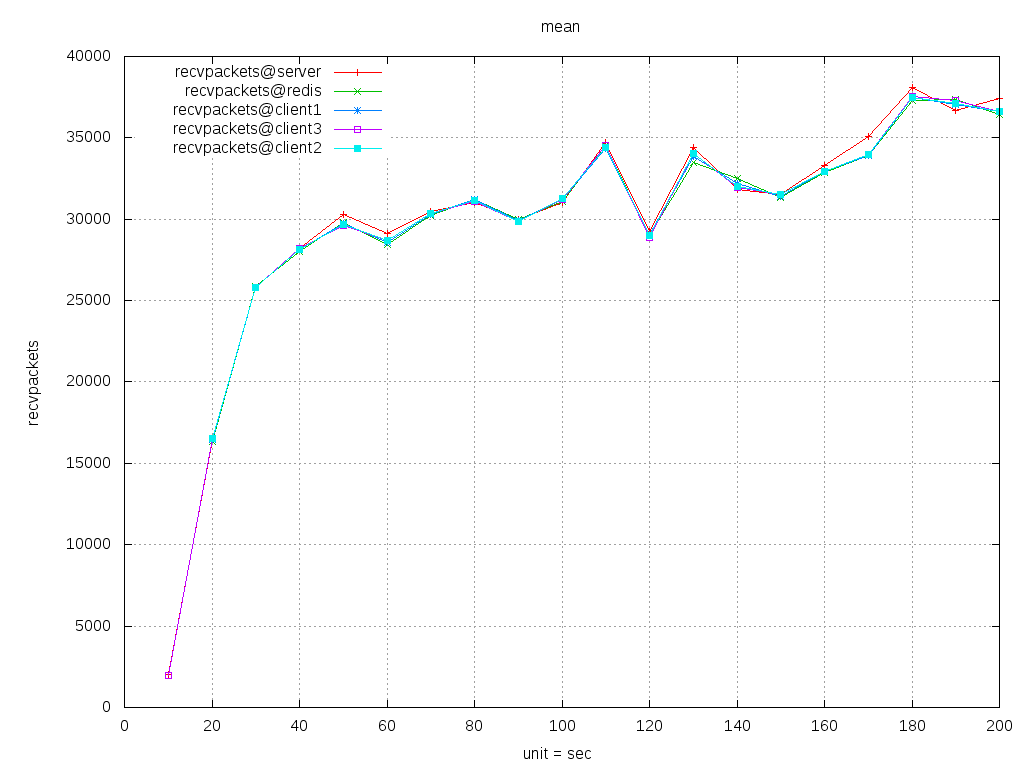 mean
40000
35000
30000
25000
20000
15000
10000
5000
0
recvpackets@server
recvpackets@redis
recvpackets@client1
recvpackets@client3
recvpackets@client2
recvpackets
0 20 40 60 80 100 120 140 160 180 200
unit = sec